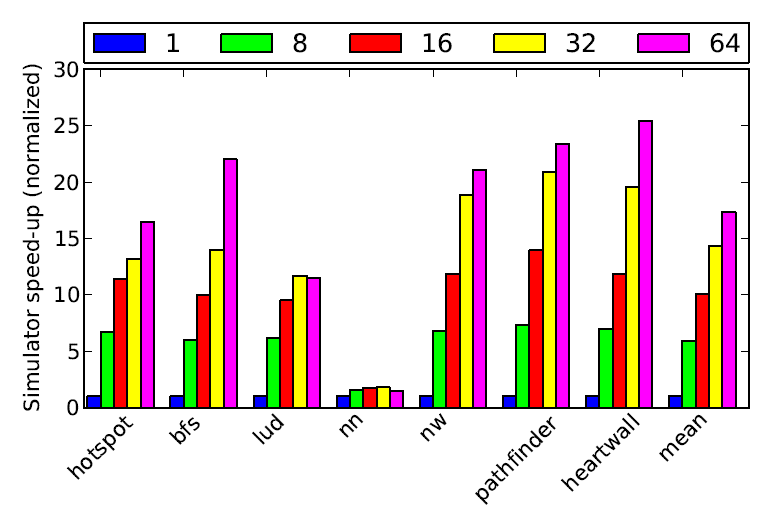 1 8 16 32 64
Simulator speed-up (normalized)
30
25
20
15
10
5
0
hotspot bfs lud nn nw pathfinder heartwall mean